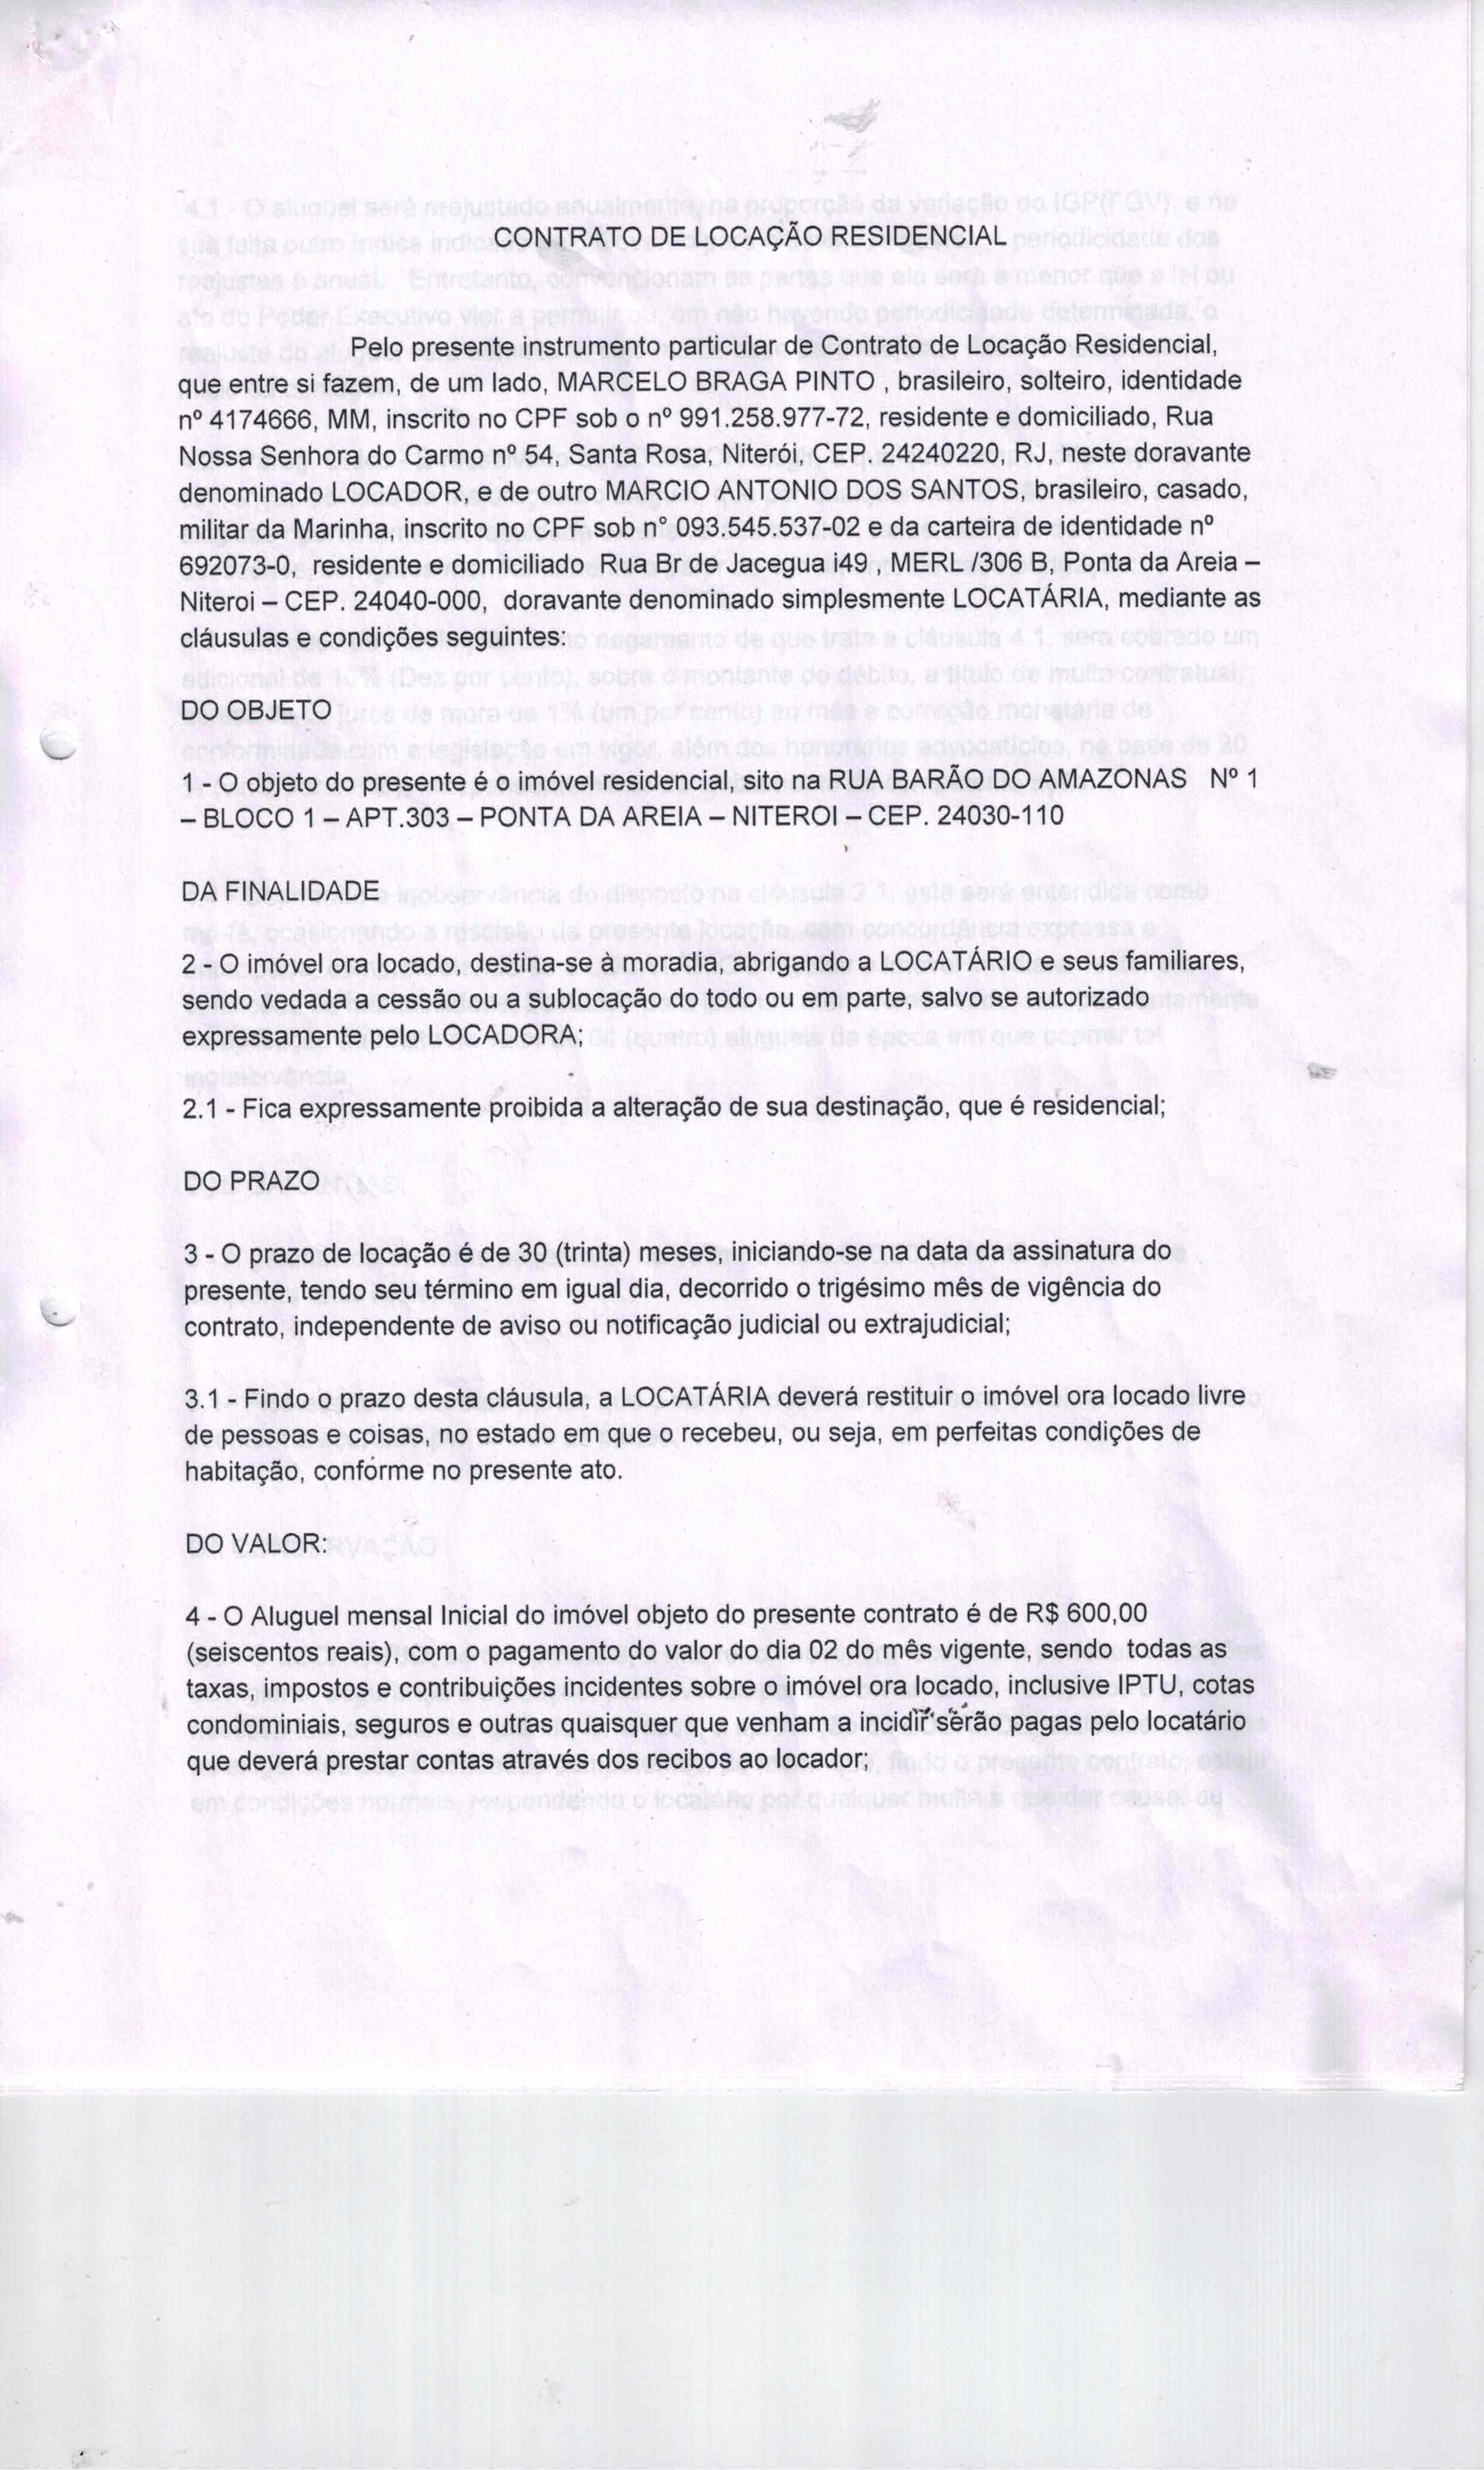 CONTRATO DE LOCAÇÃO RESIDENCIAL
Pelo presente instrumento particular de Contrato de Locação Residencial,
que entre si fazem, de um lado, MARCELO BRAGA PINTO , brasileiro, solteiro, identidade
nº 4174666, MM, inscrito no CPF sob o nº 991.258.977-72, residente e domiciliado, Rua
Nossa Senhora do Carmo nº 54, Santa Rosa, Niterói, CEP. 24240220, RJ, neste doravante
denominado LOCADOR, e de outro MARCIO ANTONIO DOS SANTOS, brasileiro, casado,
militar da Marinha, inscrito no CPF sob n° 093.545.537-02 e da carteira de identidade nº
692073-0, residente e domiciliado Rua Br de Jacegua i49 , MERL /306 B, Ponta da Areia –
Niteroi – CEP. 24040-000, doravante denominado simplesmente LOCATÁRIA, mediante as
cláusulas e condições seguintes:
DO OBJETO
1 - O objeto do presente é o imóvel residencial, sito na RUA BARÃO DO AMAZONAS Nº 1
– BLOCO 1 – APT.303 – PONTA DA AREIA – NITEROI – CEP. 24030-110
DA FINALIDADE
2 - O imóvel ora locado, destina-se à moradia, abrigando a LOCATÁRIO e seus familiares,
sendo vedada a cessão ou a sublocação do todo ou em parte, salvo se autorizado
expressamente pelo LOCADORA;
2.1 - Fica expressamente proibida a alteração de sua destinação, que é residencial;
DO PRAZO
3 - O prazo de locação é de 30 (trinta) meses, iniciando-se na data da assinatura do
presente, tendo seu término em igual dia, decorrido o trigésimo mês de vigência do
contrato, independente de aviso ou notificação judicial ou extrajudicial;
3.1 - Findo o prazo desta cláusula, a LOCATÁRIA deverá restituir o imóvel ora locado livre
de pessoas e coisas, no estado em que o recebeu, ou seja, em perfeitas condições de
habitação, conforme no presente ato.
DO VALOR:
4 - O Aluguel mensal Inicial do imóvel objeto do presente contrato é de R$ 600,00
(seiscentos reais), com o pagamento do valor do dia 02 do mês vigente, sendo todas as
taxas, impostos e contribuições incidentes sobre o imóvel ora locado, inclusive IPTU, cotas
condominiais, seguros e outras quaisquer que venham a incidir serão pagas pelo locatário
que deverá prestar contas através dos recibos ao locador;